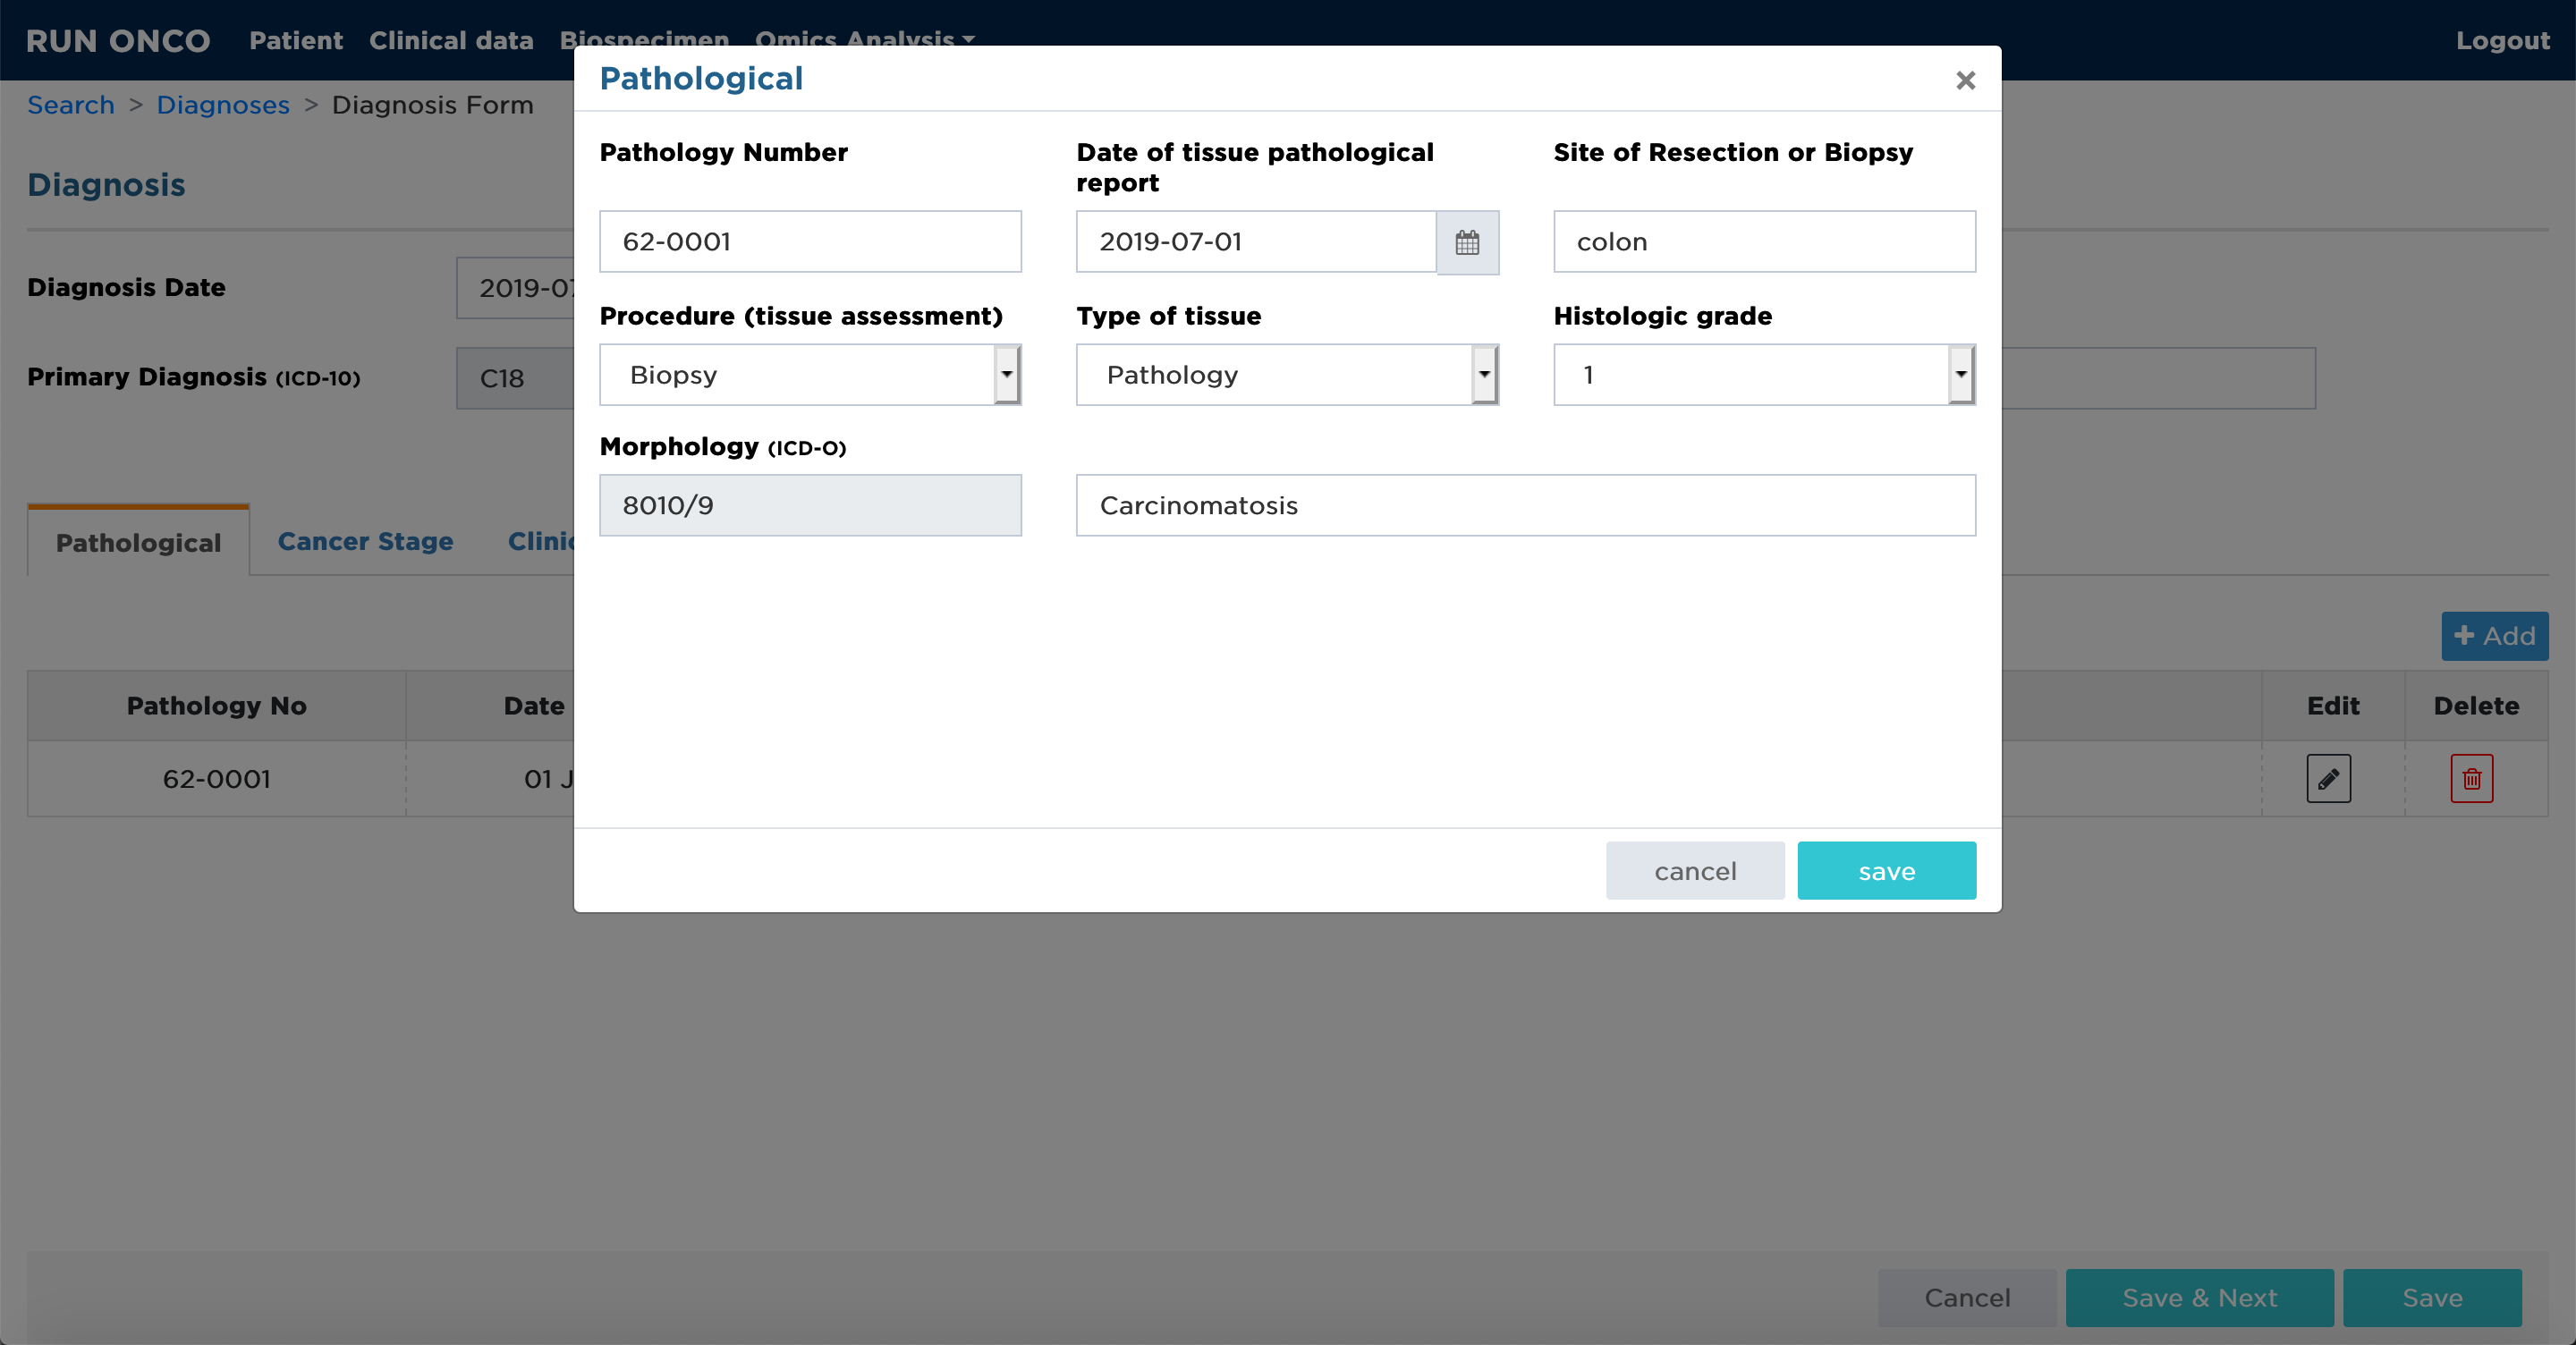 RUN ONCO Patient Clinical data Biospecimen Omics Analysis Logout
Search > Diagnoses > Diagnosis Form
Diagnosis
Diagnosis Date 2019-07
Primary Diagnosis (ICD-10) C18
Pathological Cancer Stage Clinic
+ Add
Pathology No Date Edit Delete
62-0001 01 J
Cancel Save & Next Save
Pathological ×
Pathology Number Date of tissue pathological report Site of Resection or Biopsy
62-0001 2019-07-01 colon
Procedure (tissue assessment) Type of tissue Histologic grade
Biopsy Pathology 1
Morphology (ICD-O)
8010/9 Carcinomatosis
cancel save